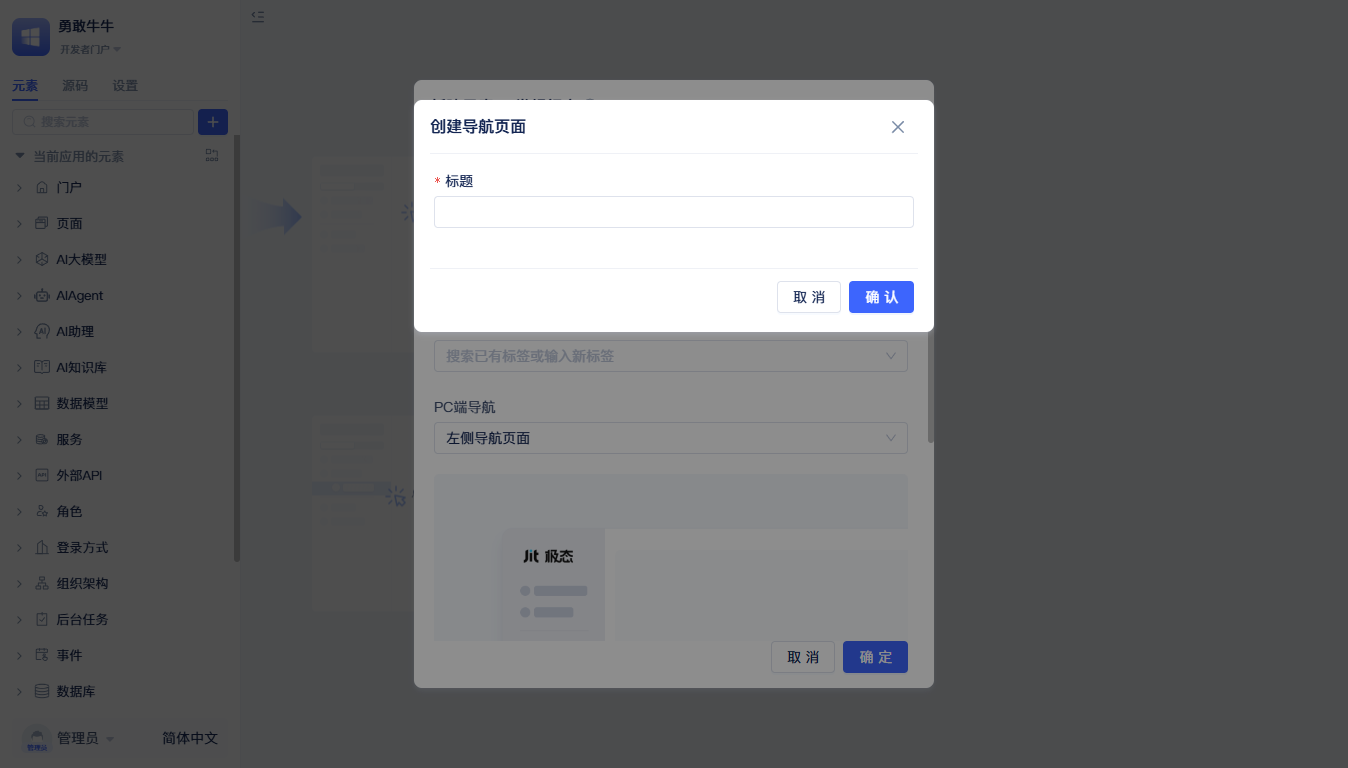 勇敢牛牛
开发者门户
元素 源码 设置
搜索元素
当前应用的元素
门户
页面
AI大模型
AIAgent
AI助理
AI知识库
数据模型
服务
外部API
角色
登录方式
组织架构
后台任务
事件
数据库
管理员
管理员 简体中文
创建导航页面
* 标题
取 消 确 认
搜索已有标签或输入新标签
PC端导航
左侧导航页面
Jit 极态
取 消 确 定